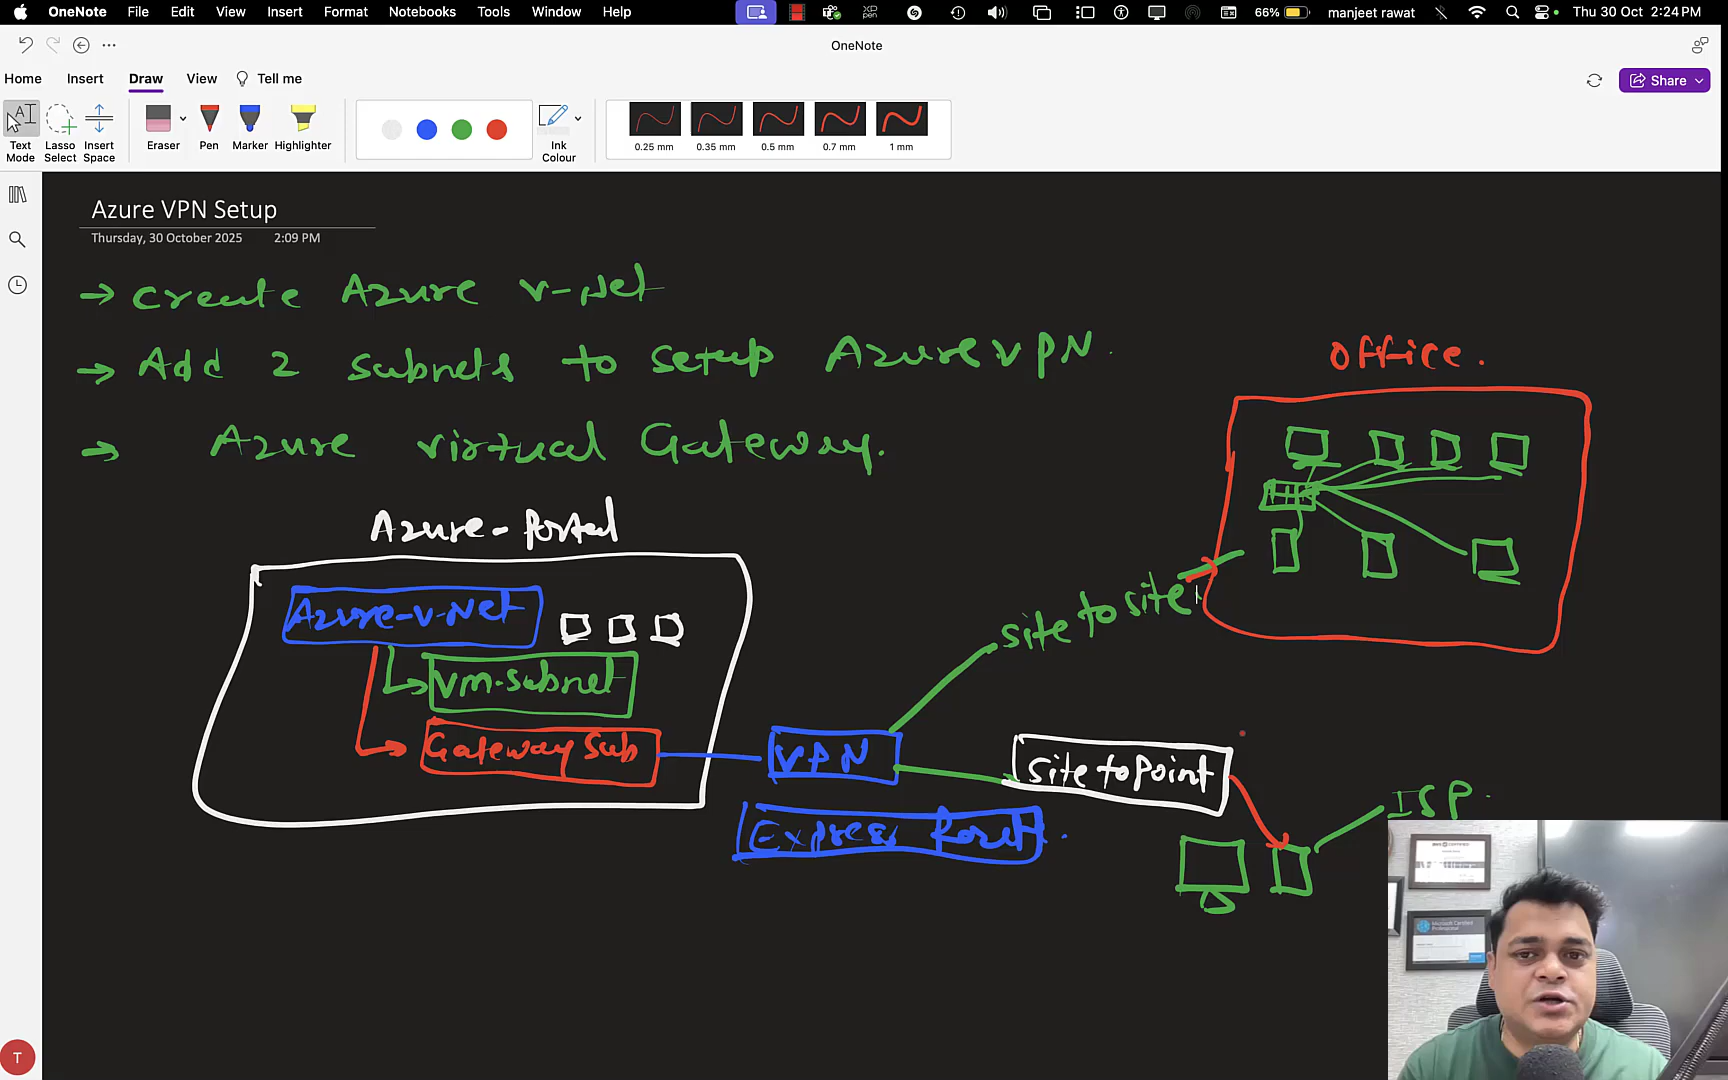 OneNote File Edit View Insert Format Notebooks Tools Window Help 66% manjeet rawat Thu 30 Oct 2:24 PM
OneNote
Home Insert Draw View Tell me Share
Text Mode
Lasso Select
Insert Space
Eraser
Pen
Marker
Highlighter
Ink Colour
0.25 mm
0.35 mm
0.5 mm
0.7 mm
1 mm
Azure VPN Setup
Thursday, 30 October 2025 2:09 PM
→ Create Azure v-Net
→ Add 2 subnets to setup Azure VPN.
→ Azure virtual Gateway.
office.
Azure-Portal
Azure-v-Net
vm-subnet
Gateway Sub
VPN
site to site
site to Point
Express
ISP.
T